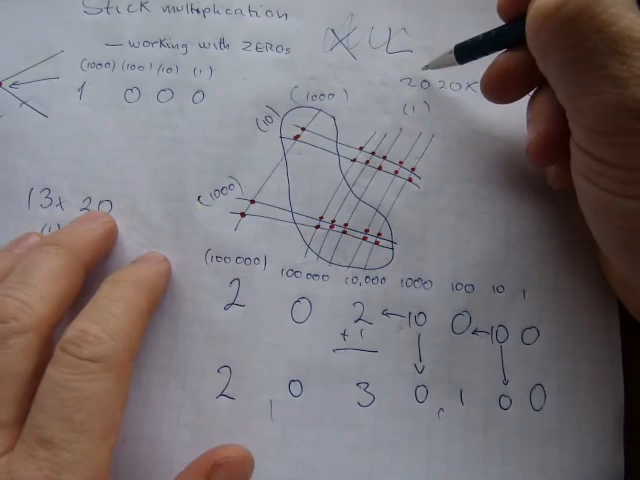 Stick multiplication
— working with ZEROs
(1000) (100) (10) (1)
1 0 0 0
2020x
(1000) (1)
(10)
(1000)
13x 20
(100000) 100000 10,000 1000 100 10 1
2 0 2 ←10 0 ←10 0
+1
2 0 3 0, 1 0 0